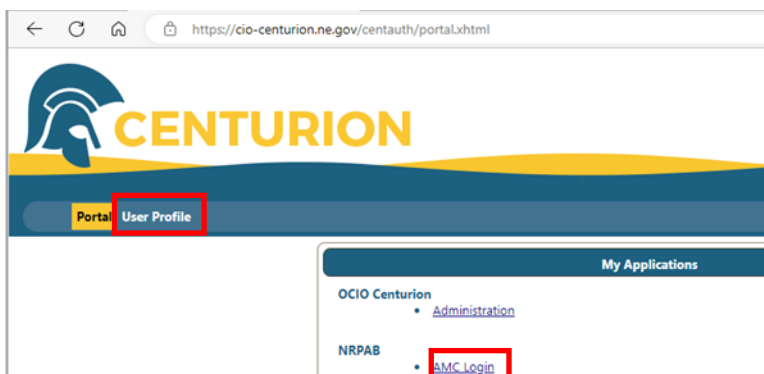 https://cio-centurion.ne.gov/centauth/portal.xhtml
CENTURION
Portal User Profile
My Applications
OCIO Centurion
• Administration
NRPAB
• AMC Login